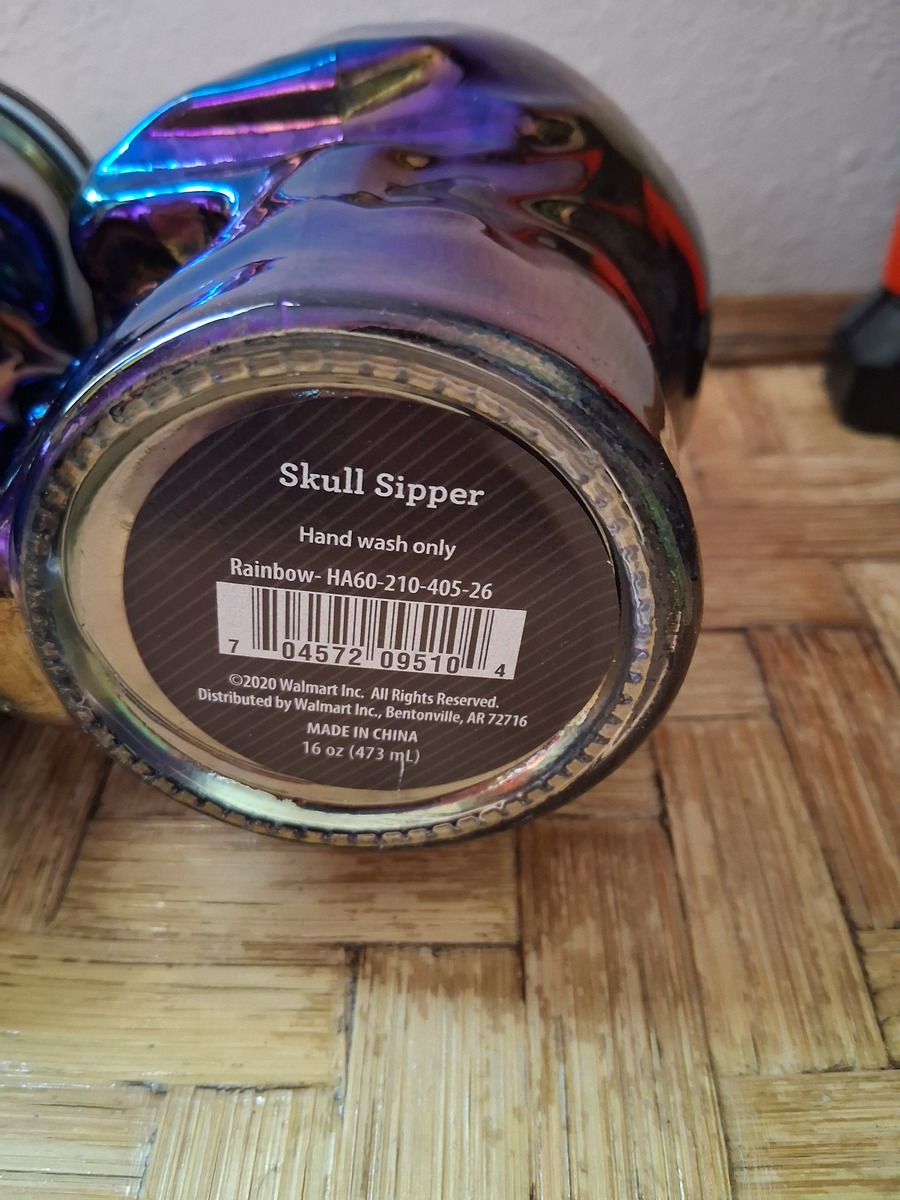 Skull Sipper
Hand wash only
Rainbow- HA60-210-405-26
7 04572 09510 4
©2020 Walmart Inc. All Rights Reserved.
Distributed by Walmart Inc., Bentonville, AR 72716
MADE IN CHINA
16 oz (473 mL)